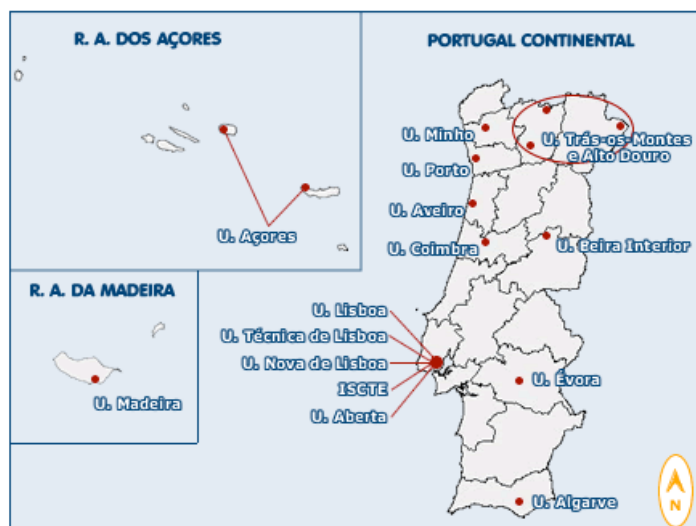 R. A. DOS AÇORES
U. Açores
R. A. DA MADEIRA
U. Madeira
PORTUGAL CONTINENTAL
U. Minho
U. Trás-os-Montes
e Alto Douro
U. Porto
U. Aveiro
U. Coimbra
U. Beira Interior
U. Lisboa
U. Técnica de Lisboa
U. Nova de Lisboa
ISCTE
U. Aberta
U. Évora
U. Algarve
N